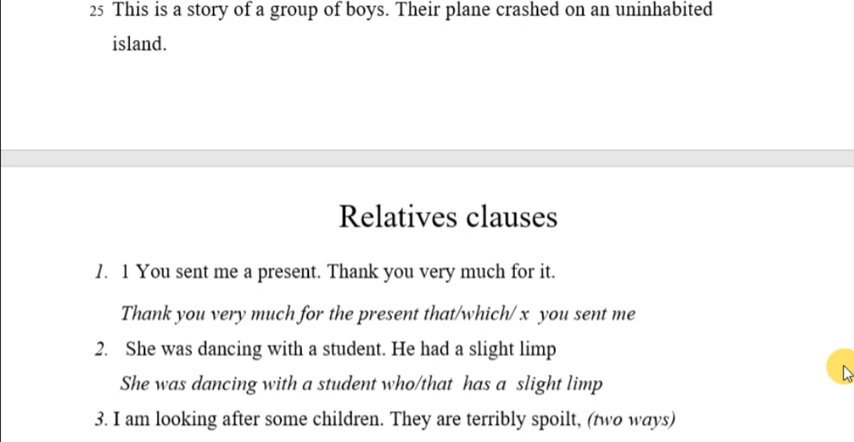 25 This is a story of a group of boys. Their plane crashed on an uninhabited
island.
Relatives clauses
1. 1 You sent me a present. Thank you very much for it.
Thank you very much for the present that/which/ x you sent me
2. She was dancing with a student. He had a slight limp
She was dancing with a student who/that has a slight limp
3. I am looking after some children. They are terribly spoilt, (two ways)